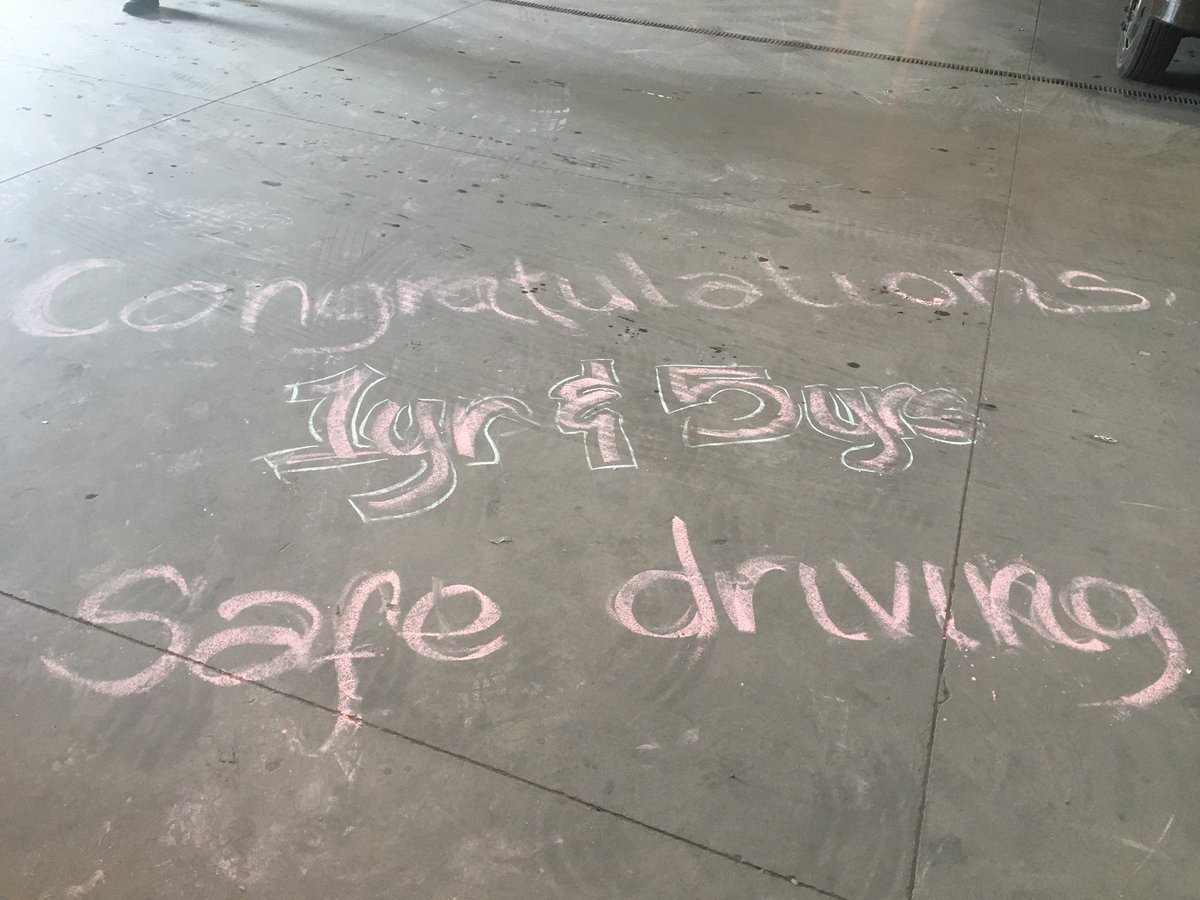 Congratulations
1yr & 5yrs
Safe driving